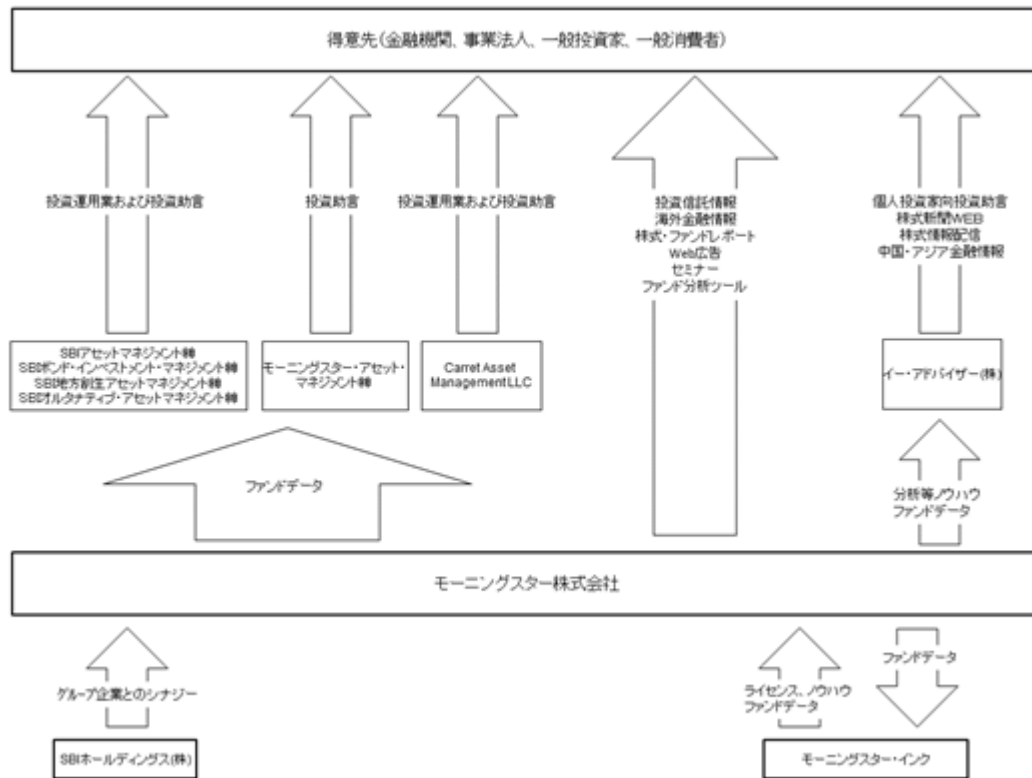 得意先(金融機関、事業法人、一般投資家、一般消費者)
投資運用業および投資助言
投資助言
投資運用業および投資助言
投資信託情報
海外金融情報
株式・ファンドレポート
Web広告
セミナー
ファンド分析ツール
個人投資家向投資助言
株式新聞WEB
株式情報配信
中国・アジア金融情報
SBIアセットマネジメント㈱
SBIボンド・インベストメント・マネジメント㈱
SBI地方創生アセットマネジメント㈱
SBIオルタナティブ・アセットマネジメント㈱
モーニングスター・アセット・
マネジメント㈱
Carret Asset
Management LLC
イー・アドバイザー(株)
ファンドデータ
分析等ノウハウ
ファンドデータ
モーニングスター株式会社
グループ企業とのシナジー
ライセンス、ノウハウ
ファンドデータ
ファンドデータ
SBIホールディングス(株)
モーニングスター・インク